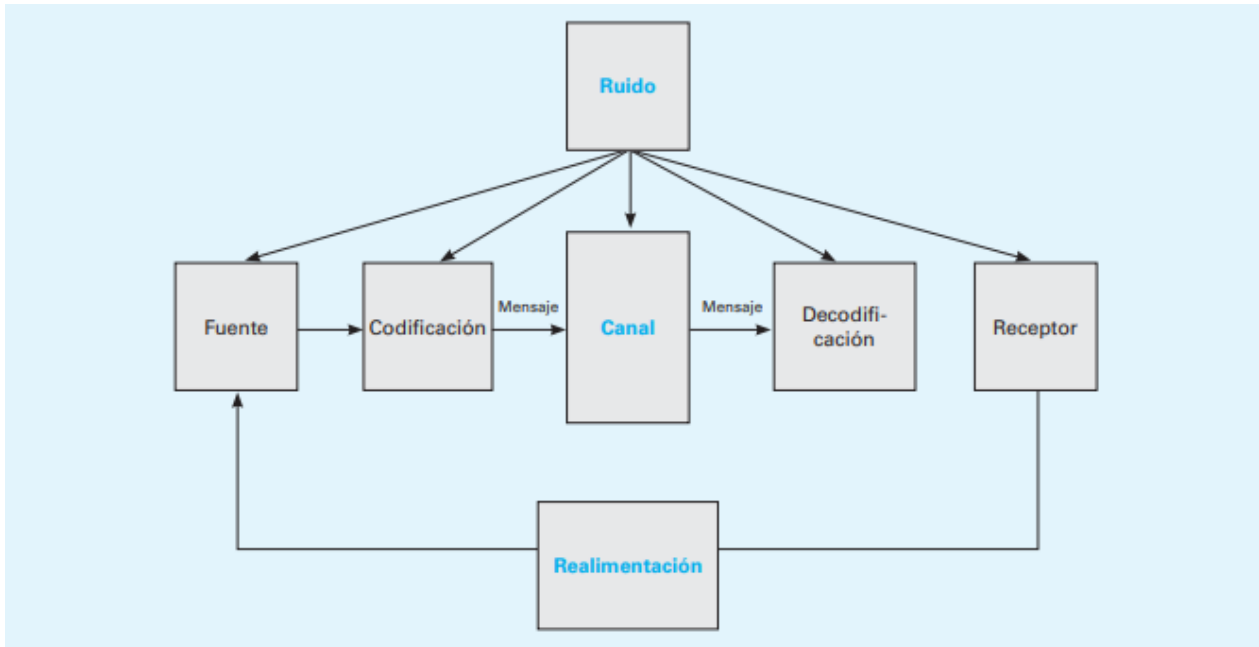 Ruido
Mensaje
Mensaje
Fuente
Codificación
Canal
Decodifi-
cación
Receptor
Realimentación